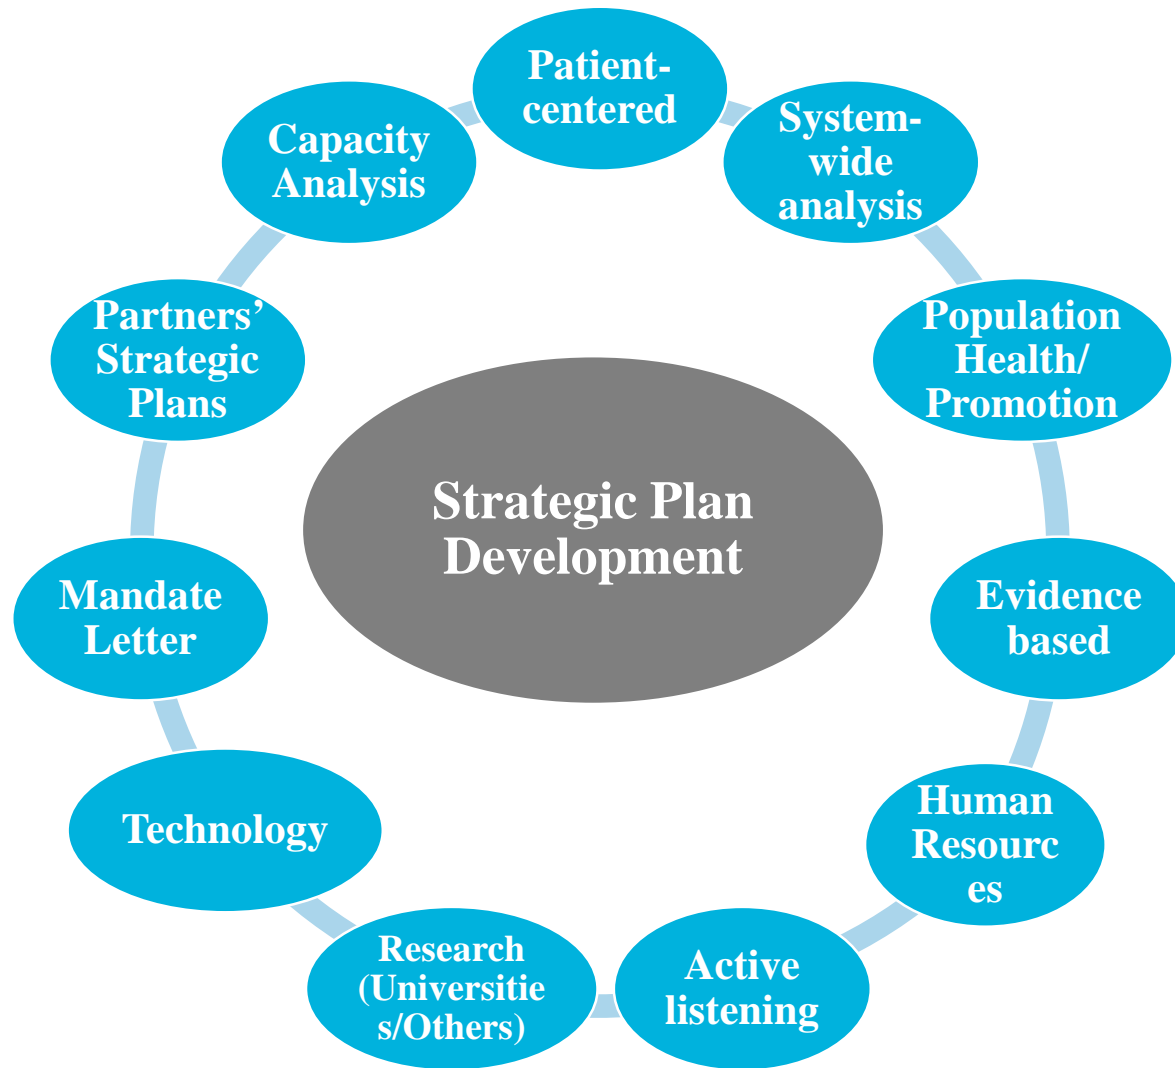 Patient-
centered
System-
wide
analysis
Population
Health/
Promotion
Evidence
based
Human
Resourc
es
Active
listening
Research
(Universitie
s/Others)
Technology
Mandate
Letter
Partners’
Strategic
Plans
Capacity
Analysis
Strategic Plan
Development